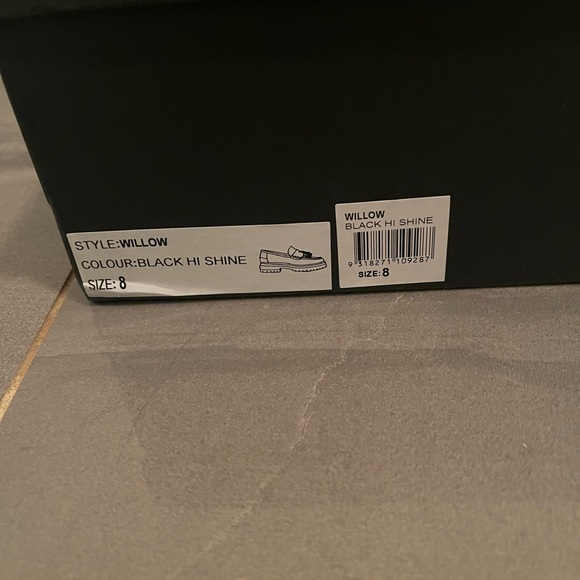 STYLE:WILLOW
COLOUR:BLACK HI SHINE
SIZE: 8
WILLOW
BLACK HI SHINE
9 318271 109287
SIZE: 8